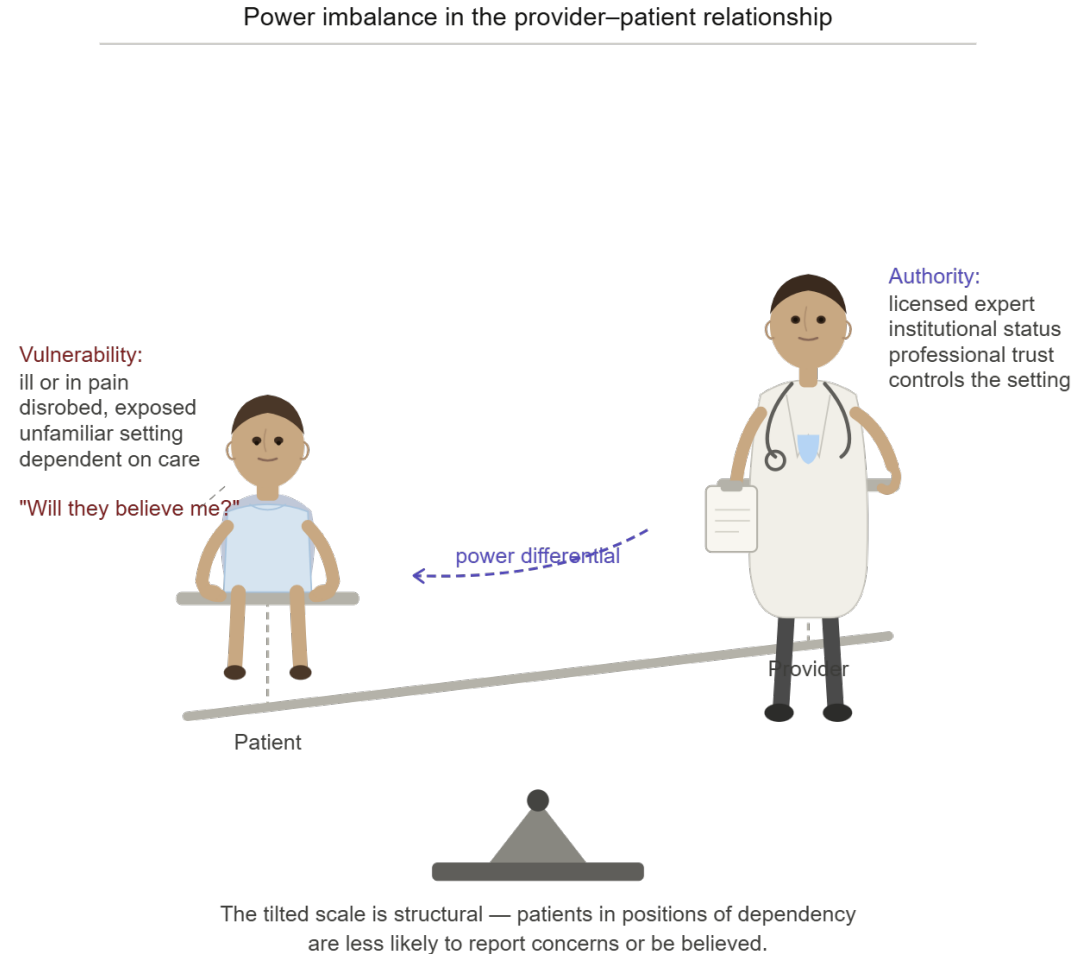 Power imbalance in the provider–patient relationship
Authority:
licensed expert
institutional status
professional trust
controls the setting
Vulnerability:
ill or in pain
disrobed, exposed
unfamiliar setting
dependent on care
"Will they believe me?"
power differential
Provider
Patient
The tilted scale is structural — patients in positions of dependency
are less likely to report concerns or be believed.